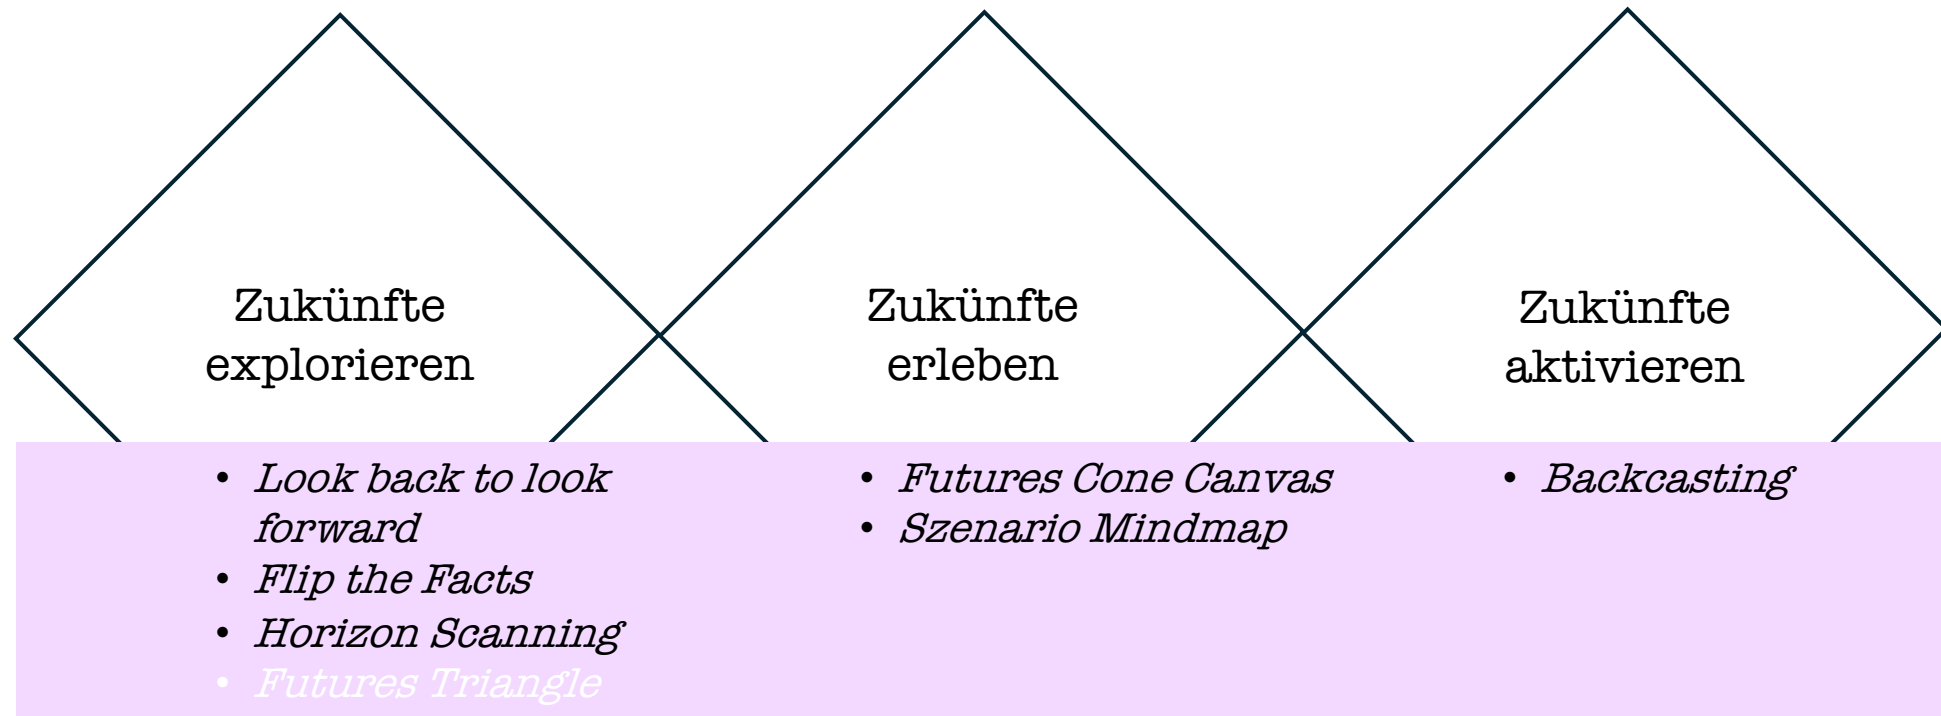 Zukünfte
explorieren
Zukünfte
erleben
Zukünfte
aktivieren
• Look back to look
forward
• Flip the Facts
• Horizon Scanning
• Futures Triangle
• Futures Cone Canvas
• Szenario Mindmap
• Backcasting